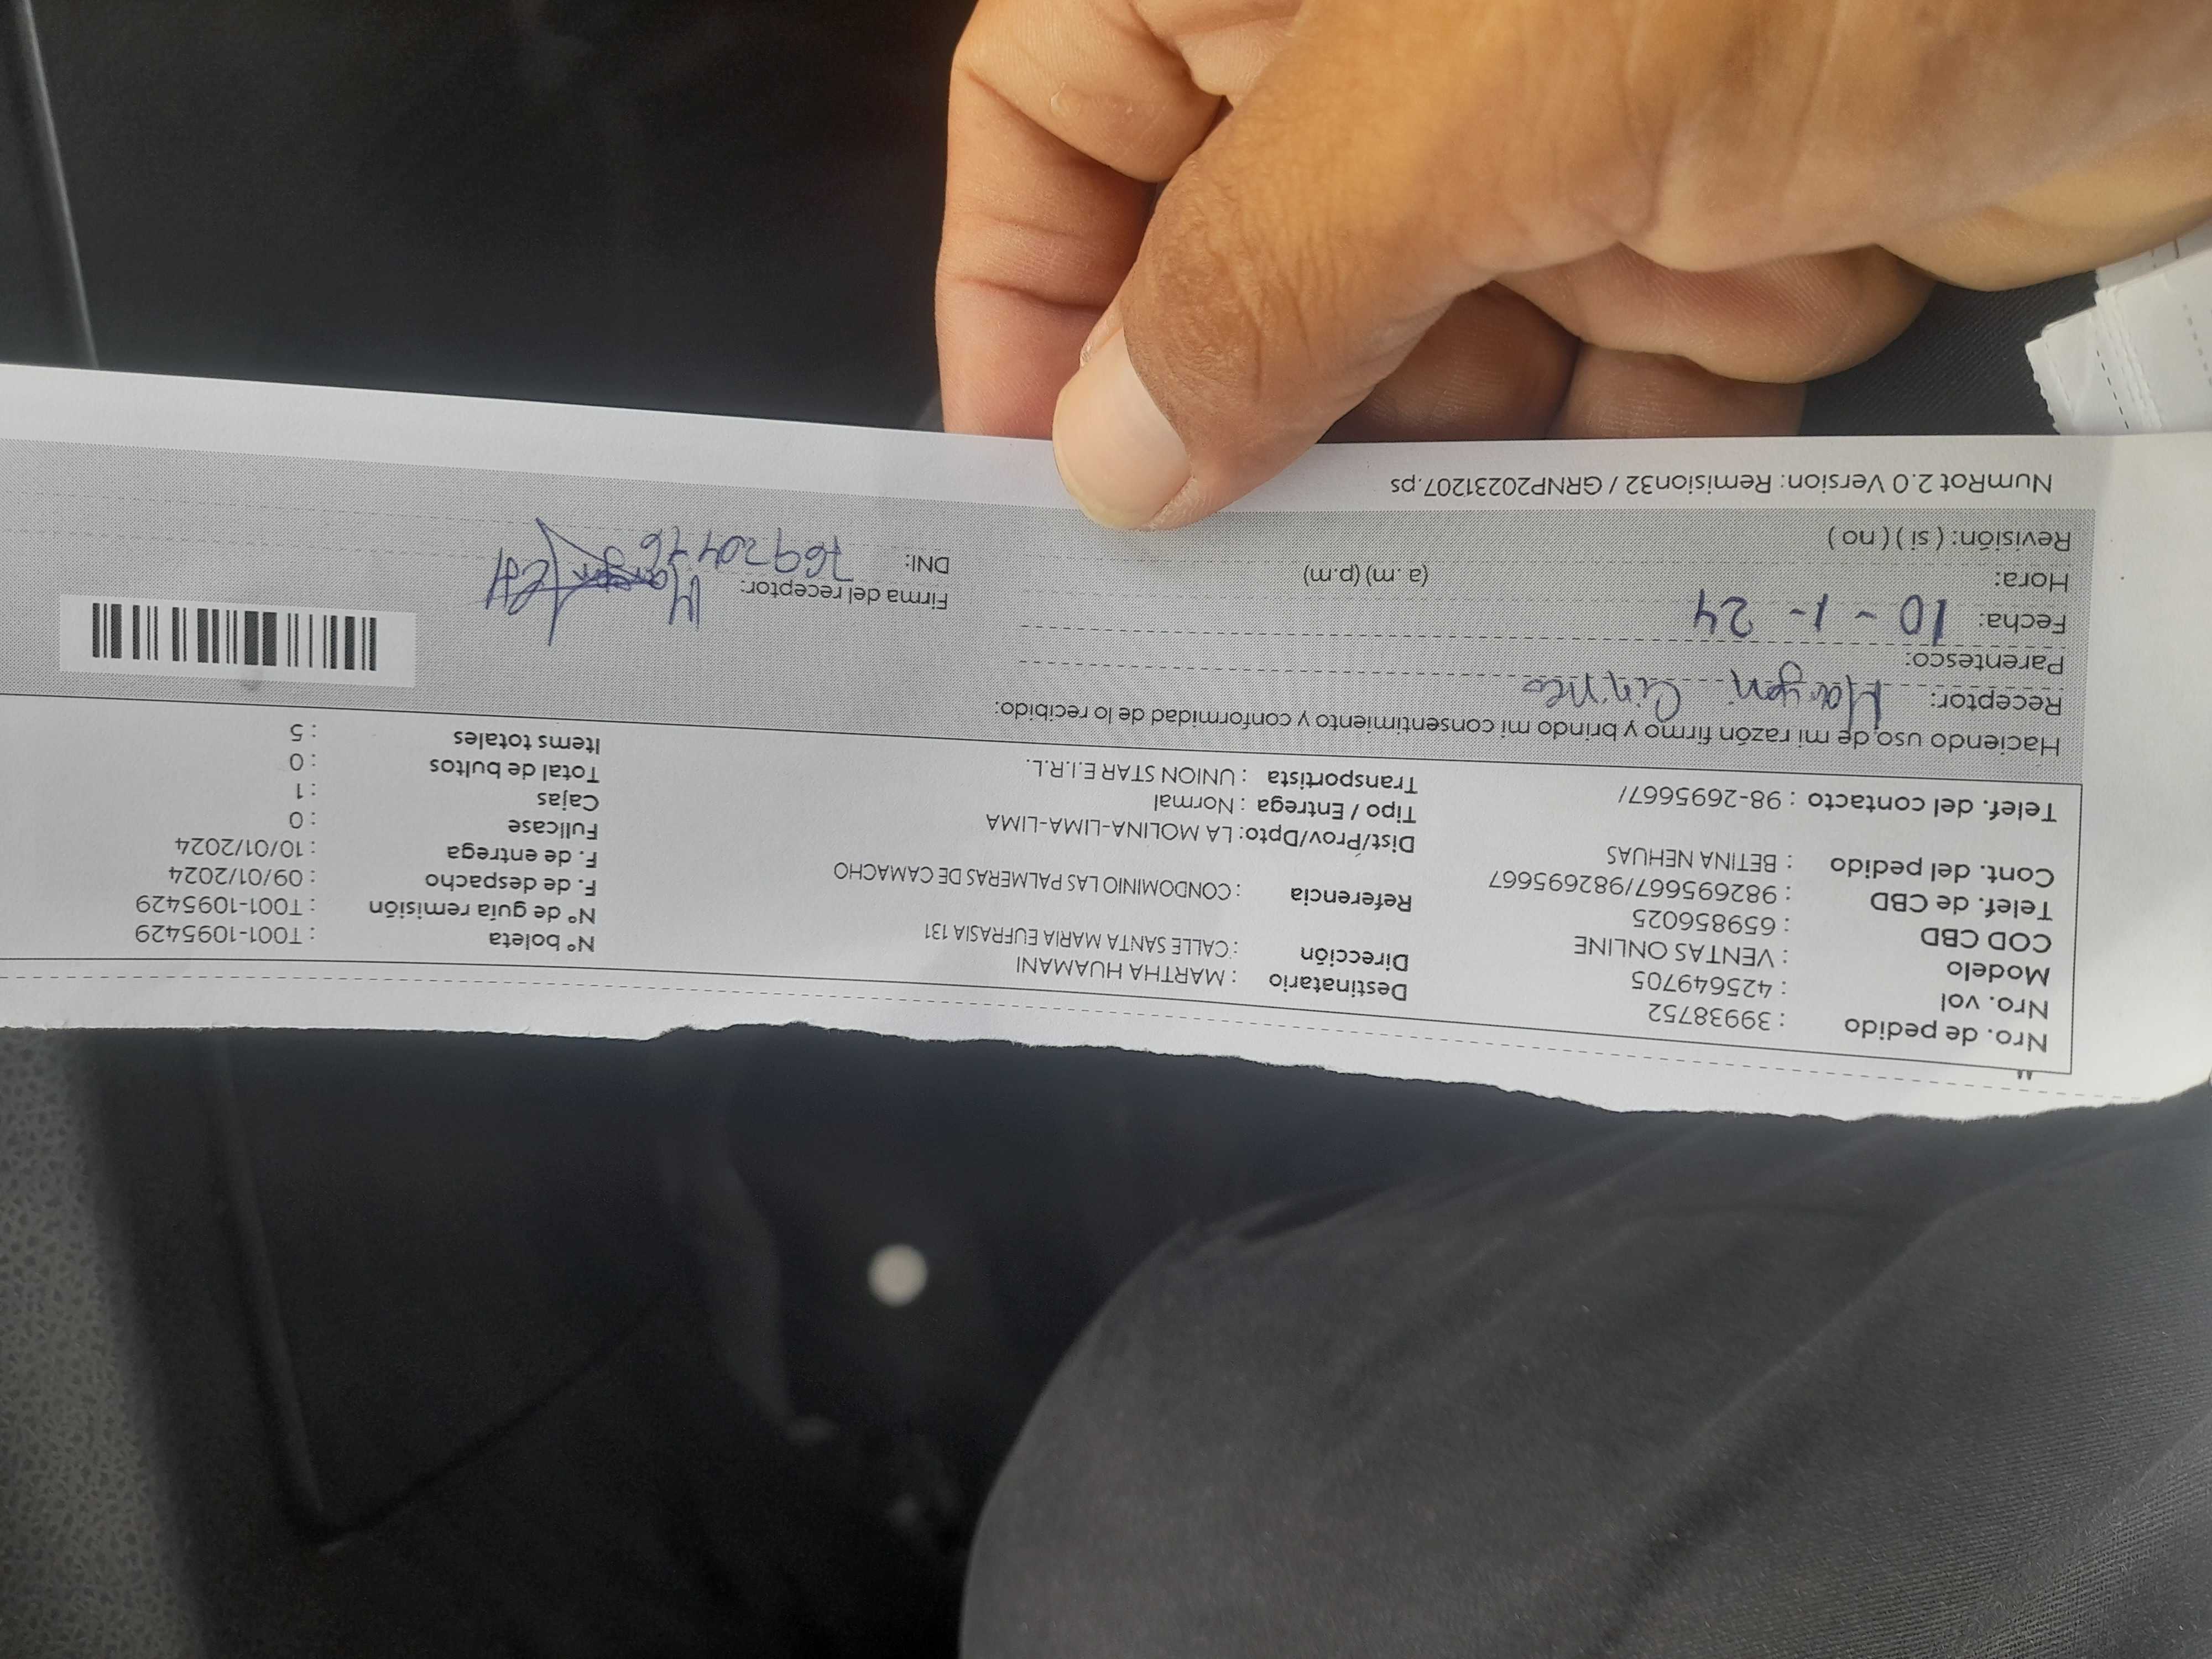 Nro. de pedido : 39938752
Nro. vol : 425649705
Modelo : VENTAS ONLINE
COD CBD : 659856025
Telef. de CBD : 982695667/982695667
Cont. del pedido : BETINA NEHUAS
Telef. del contacto : 98-2695667/
Destinatario : MARTHA HUAMANI
Dirección : CALLE SANTA MARIA EUFRASIA 131
Referencia : CONDOMINIO LAS PALMERAS DE CAMACHO
Dist/Prov/Dpto: LA MOLINA-LIMA-LIMA
Tipo / Entrega : Normal
Transportista : UNION STAR E.I.R.L.
N° boleta : T001-1095429
N° de guía remisión : T001-1095429
F. de despacho : 09/01/2024
F. de entrega : 10/01/2024
Fullcase : 0
Cajas : 1
Total de bultos : 0
Items totales : 5
Haciendo uso de mi razón firmo y brindo mi consentimiento y conformidad de lo recibido:
Receptor:
Parentesco:
Fecha: 10 - 1 - 24
Hora: (a.m) (p.m)
Revisión: ( si ) ( no )
Firma del receptor:
DNI: 76920476
NumRot 2.0 Version: Remision32 / GRNP20231207.ps